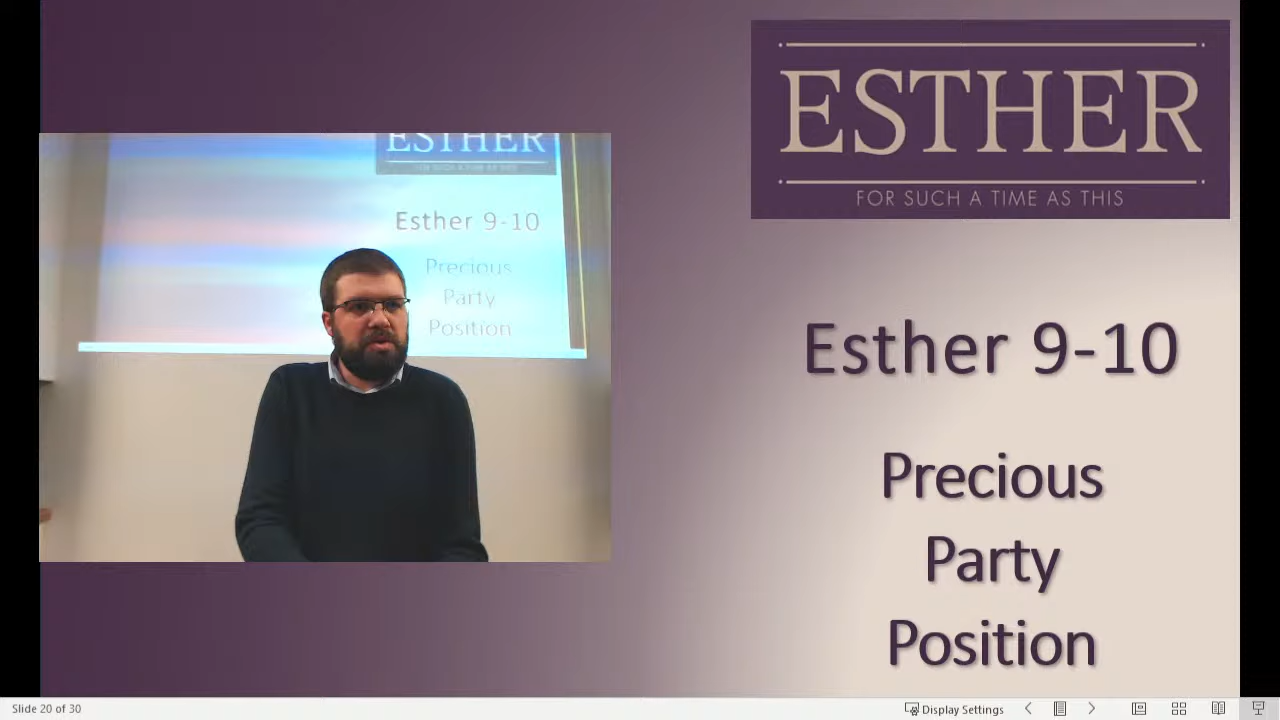 ESTHER
FOR SUCH A TIME AS THIS
Esther 9-10
Precious
Party
Position
ESTHER
Esther 9-10
Precious
Party
Position
Slide 20 of 30
Display Settings